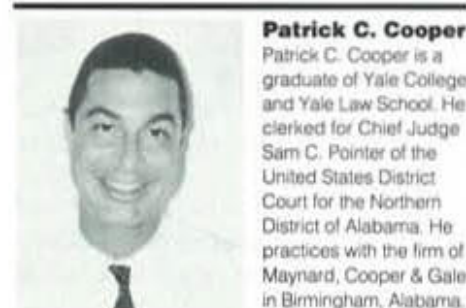 Patrick C. Cooper
Patrick C. Cooper is a
graduate of Yale College
and Yale Law School. He
clerked for Chief Judge
Sam C. Pointer of the
United States District
Court for the Northern
District of Alabama. He
practices with the firm of
Maynard, Cooper & Gale
in Birmingham, Alabama.